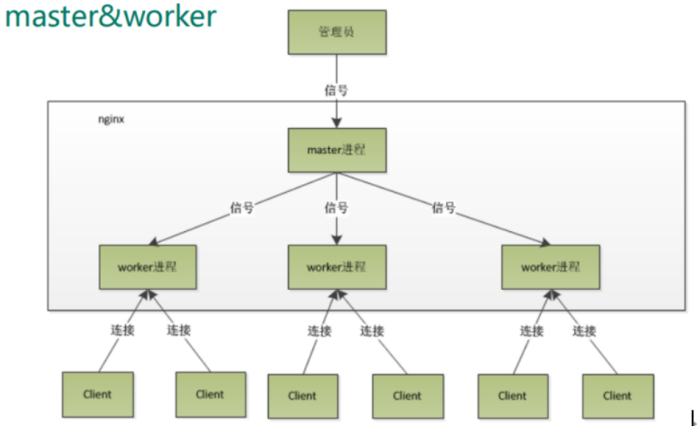 master&worker
管理员
信号
nginx
master进程
信号
信号
信号
worker进程
worker进程
worker进程
连接
连接
连接
连接
连接
连接
Client
Client
Client
Client
Client
Client